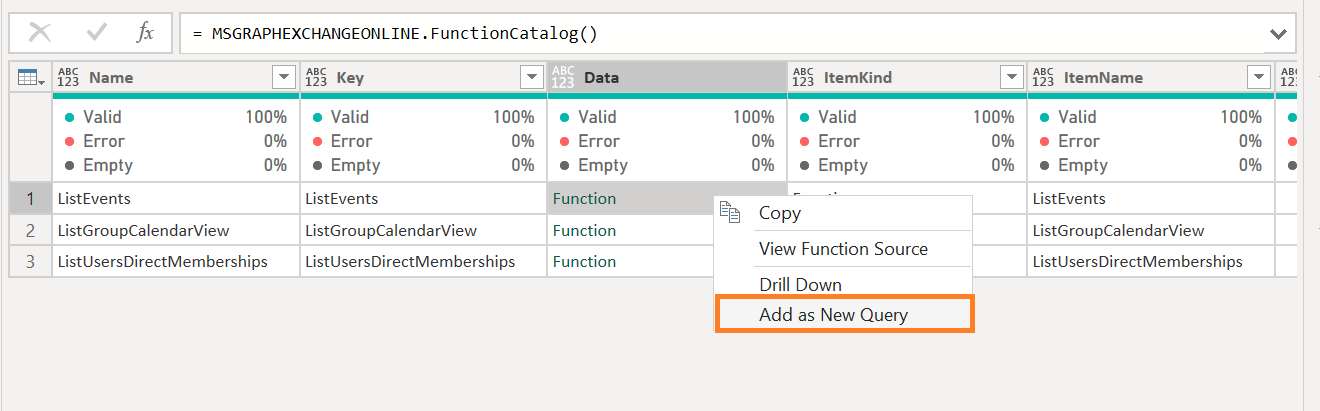 fx = MSGRAPHEXCHANGEONLINE.FunctionCatalog()
ABC 123 Name ABC 123 Key ABC 123 Data ABC 123 ItemKind ABC 123 ItemName ABC 123
Valid 100% Valid 100% Valid 100% Valid 100% Valid 100%
Error 0% Error 0% Error 0% Error 0% Error 0%
Empty 0% Empty 0% Empty 0% Empty 0% Empty 0%
1 ListEvents ListEvents Function ListEvents
Copy
2 ListGroupCalendarView ListGroupCalendarView Function ListGroupCalendarView
View Function Source
3 ListUsersDirectMemberships ListUsersDirectMemberships Function ListUsersDirectMemberships
Drill Down
Add as New Query